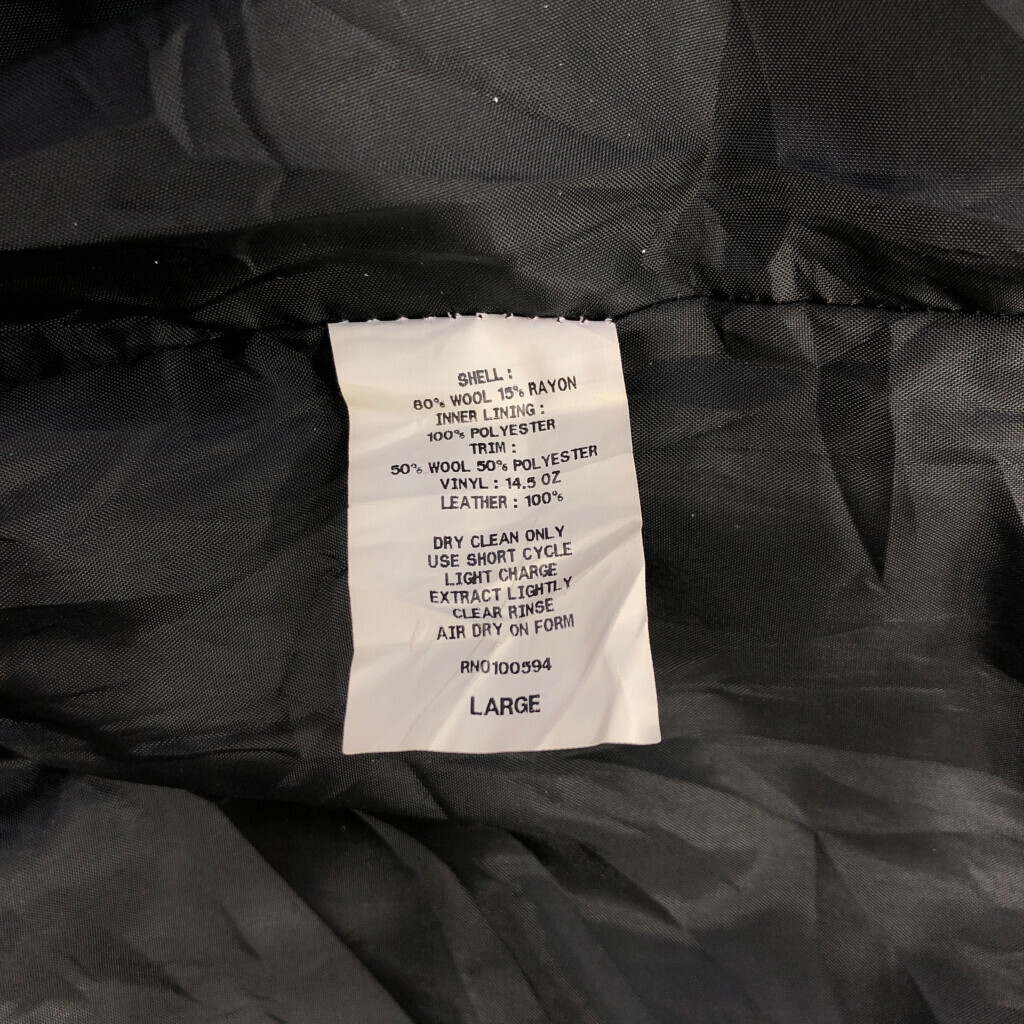 SHELL :
80% WOOL 15% RAYON
INNER LINING :
100% POLYESTER
TRIM :
50% WOOL 50% POLYESTER
VINYL : 14.5 OZ
LEATHER : 100%
DRY CLEAN ONLY
USE SHORT CYCLE
LIGHT CHARGE
EXTRACT LIGHTLY
CLEAR RINSE
AIR DRY ON FORM
RN0100594
LARGE